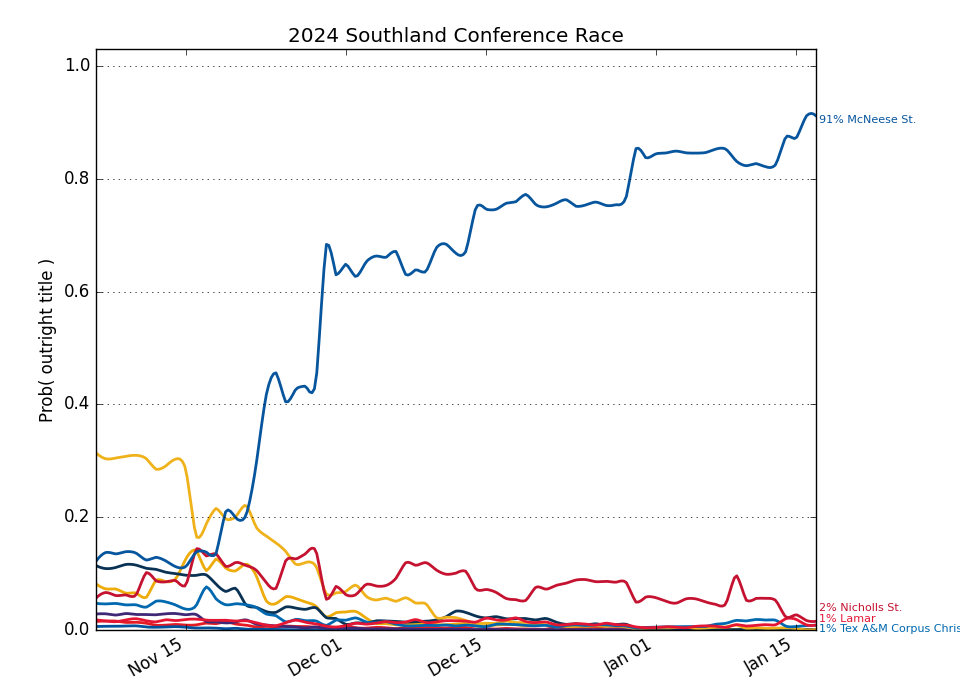 2024 Southland Conference Race
Prob( outright title )
1.0
0.8
0.6
0.4
0.2
0.0
91% McNeese St.
2% Nicholls St.
1% Lamar
1% Tex A&M Corpus Chris
Nov 15
Dec 01
Dec 15
Jan 01
Jan 15